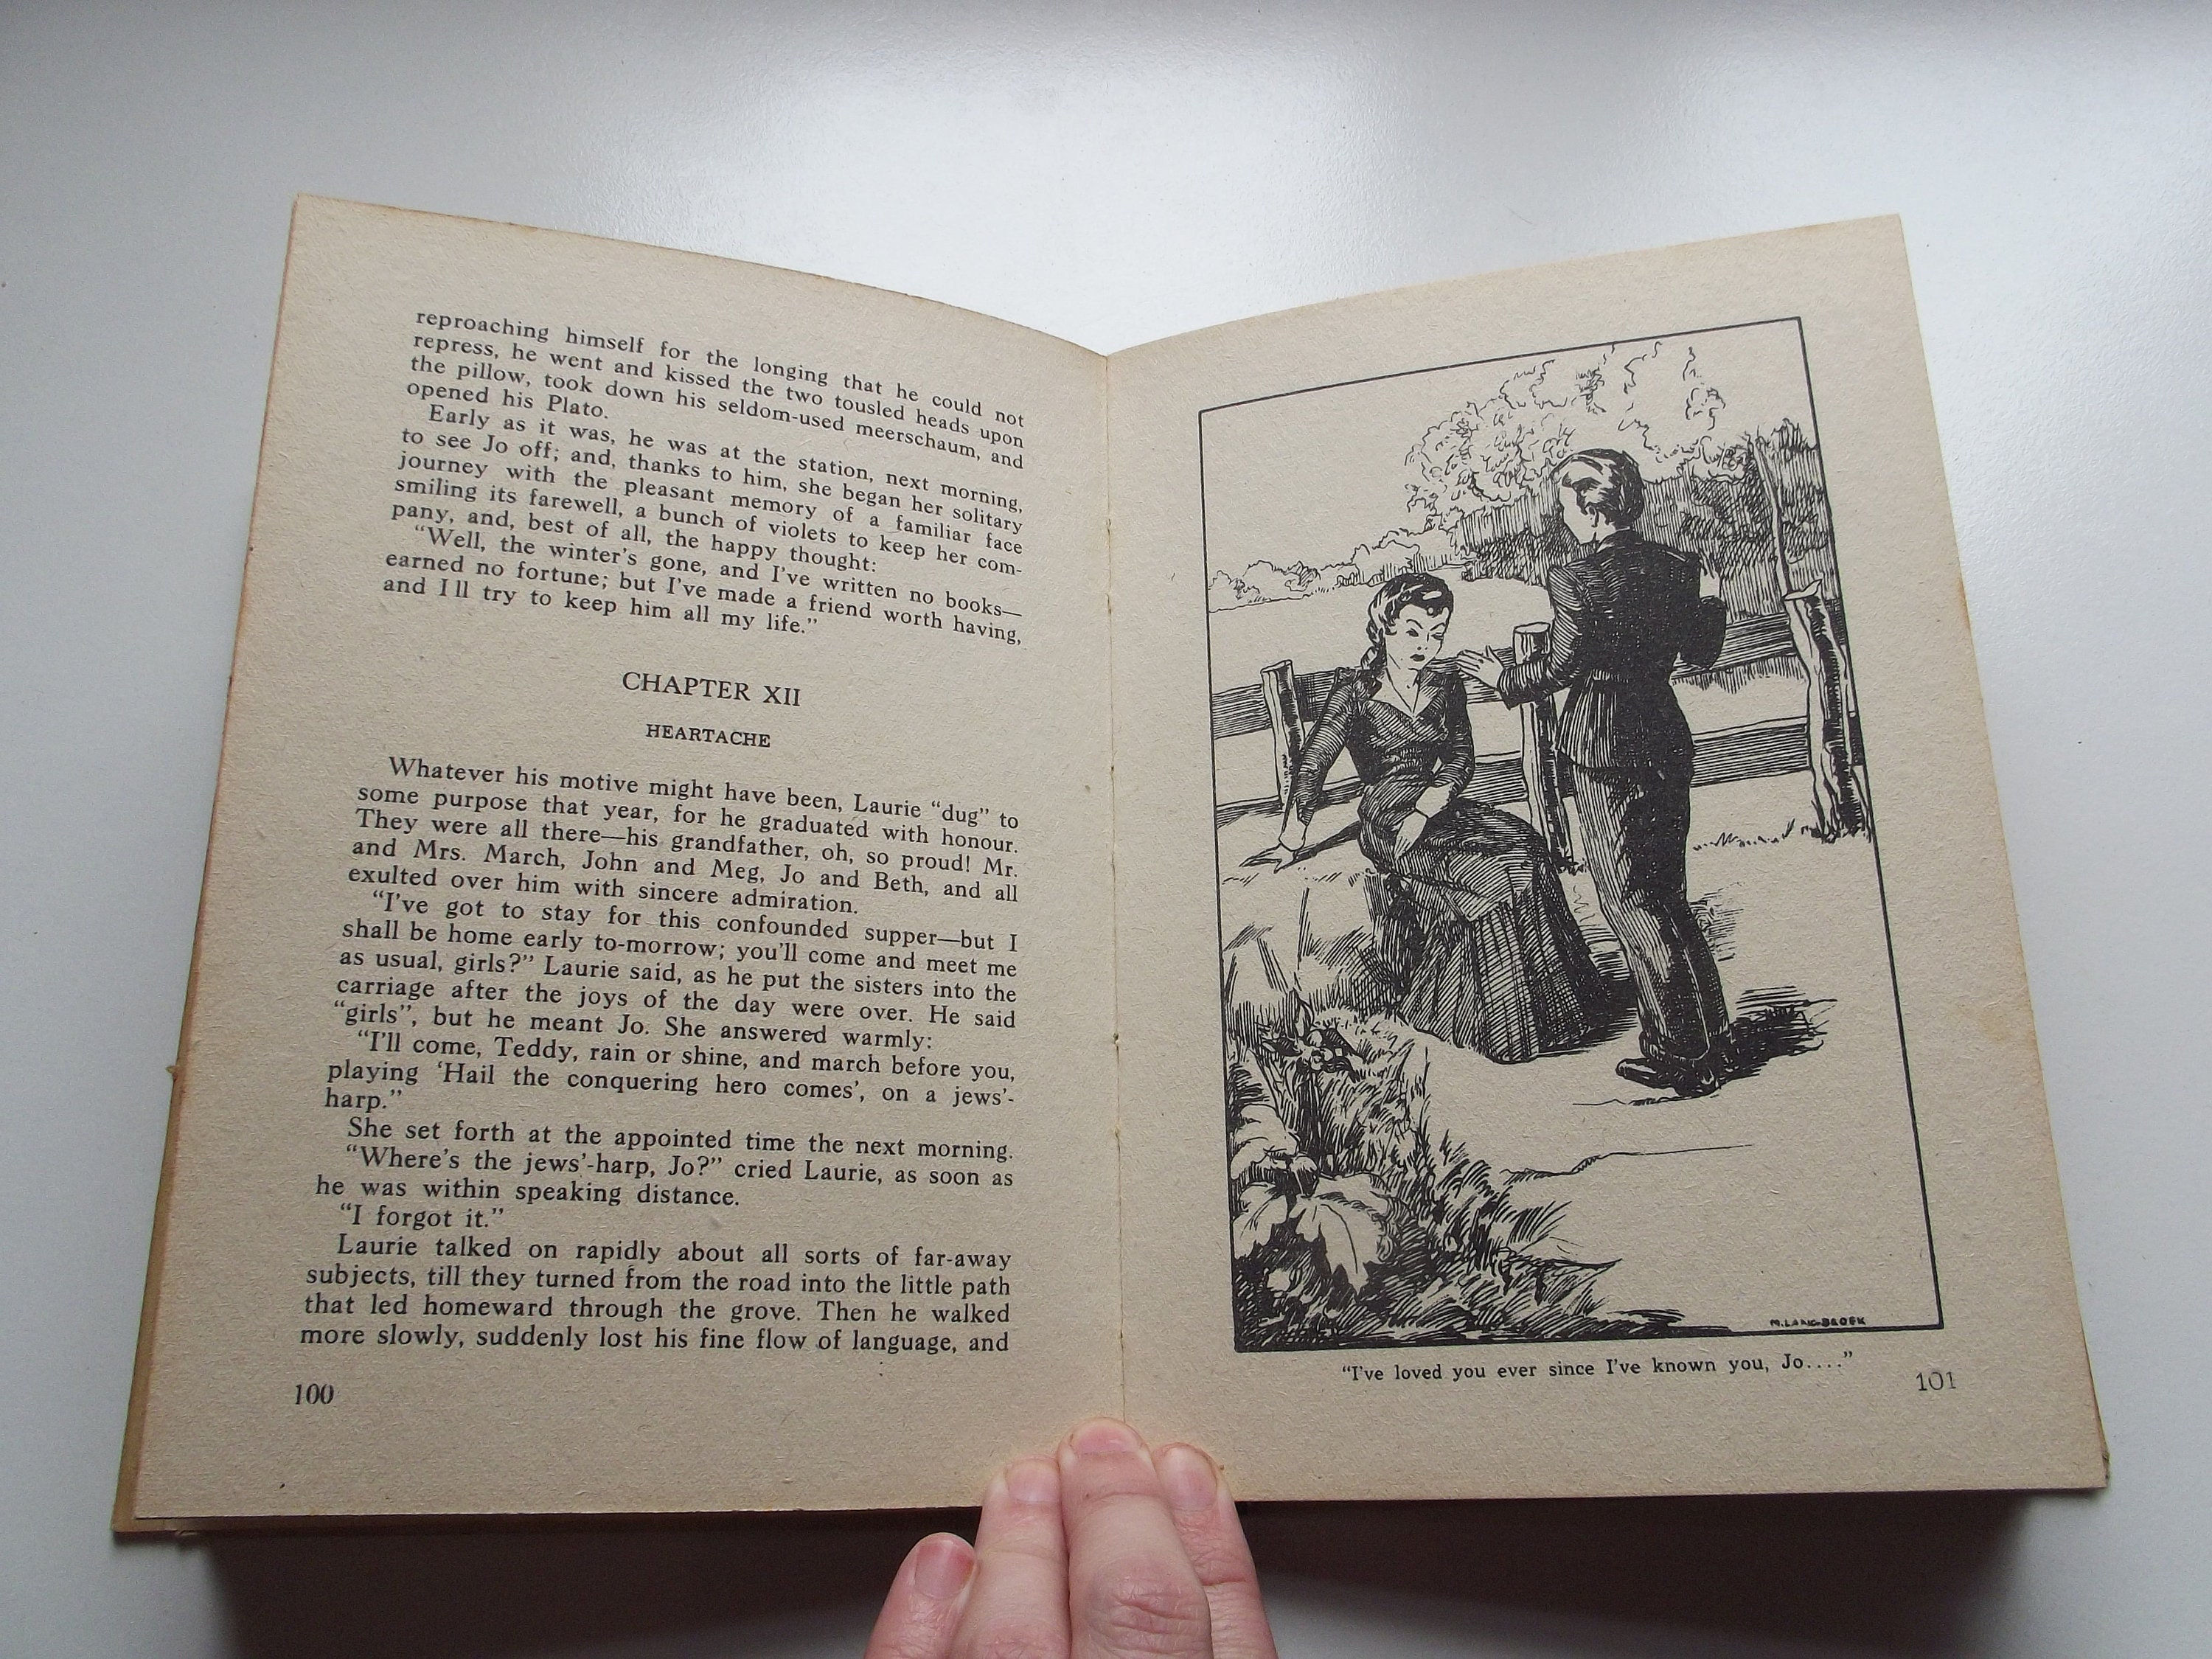 reproaching himself for the longing that he could not
repress, he went and kissed the two tousled heads upon
the pillow, took down his seldom-used meerschaum, and
opened his Plato.
Early as it was, he was at the station, next morning,
to see Jo off; and, thanks to him, she began her solitary
journey with the pleasant memory of a familiar face
smiling its farewell, a bunch of violets to keep her com-
pany, and, best of all, the happy thought:
“Well, the winter's gone, and I've written no books—
earned no fortune; but I've made a friend worth having,
and I'll try to keep him all my life.”
CHAPTER XII
HEARTACHE
Whatever his motive might have been, Laurie “dug” to
some purpose that year, for he graduated with honour.
They were all there—his grandfather, oh, so proud! Mr.
and Mrs. March, John and Meg, Jo and Beth, and all
exulted over him with sincere admiration.
“I've got to stay for this confounded supper—but I
shall be home early to-morrow; you'll come and meet me
as usual, girls?” Laurie said, as he put the sisters into the
carriage after the joys of the day were over. He said
“girls”, but he meant Jo. She answered warmly:
“I'll come, Teddy, rain or shine, and march before you,
playing ‘Hail the conquering hero comes’, on a jews'-
harp.”
She set forth at the appointed time the next morning.
“Where's the jews'-harp, Jo?” cried Laurie, as soon as
he was within speaking distance.
“I forgot it.”
Laurie talked on rapidly about all sorts of far-away
subjects, till they turned from the road into the little path
that led homeward through the grove. Then he walked
more slowly, suddenly lost his fine flow of language, and
100
M. LANGBROEK
“I've loved you ever since I've known you, Jo....”
101